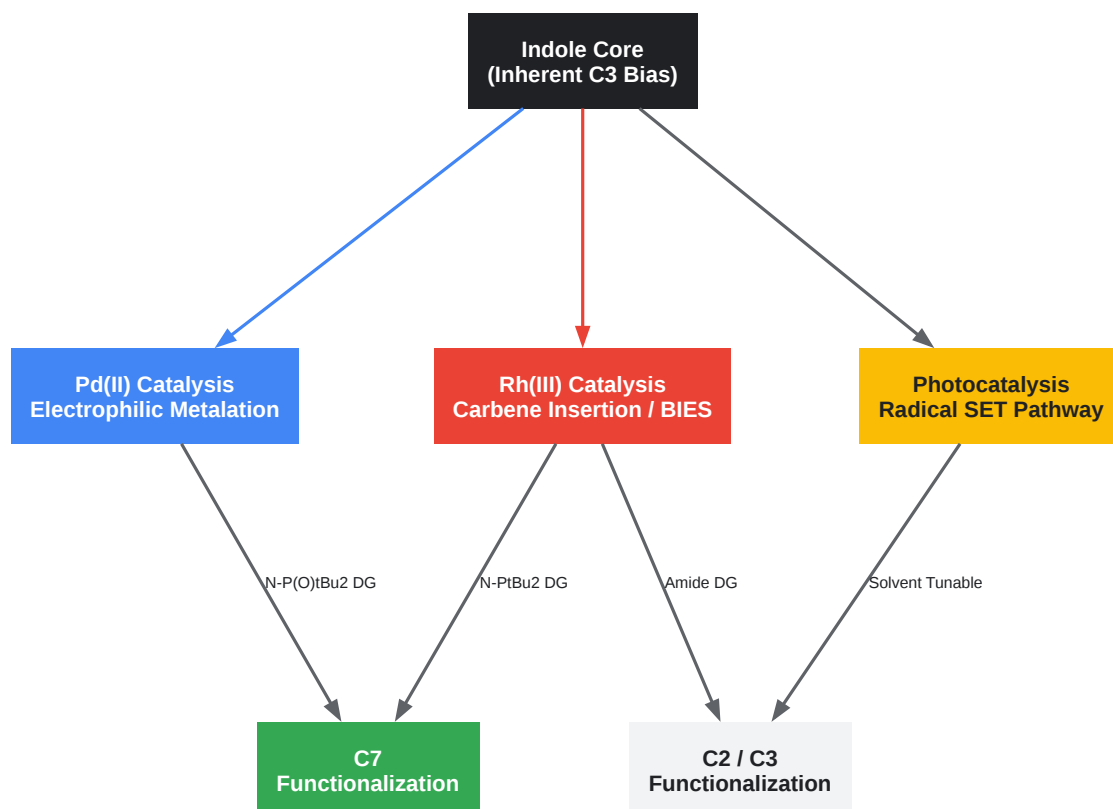 Indole Core
(Inherent C3 Bias)
Pd(II) Catalysis
Electrophilic Metalation
Rh(III) Catalysis
Carbene Insertion / BIES
Photocatalysis
Radical SET Pathway
N-P(O)tBu2 DG
N-PtBu2 DG
Amide DG
Solvent Tunable
C7
Functionalization
C2 / C3
Functionalization